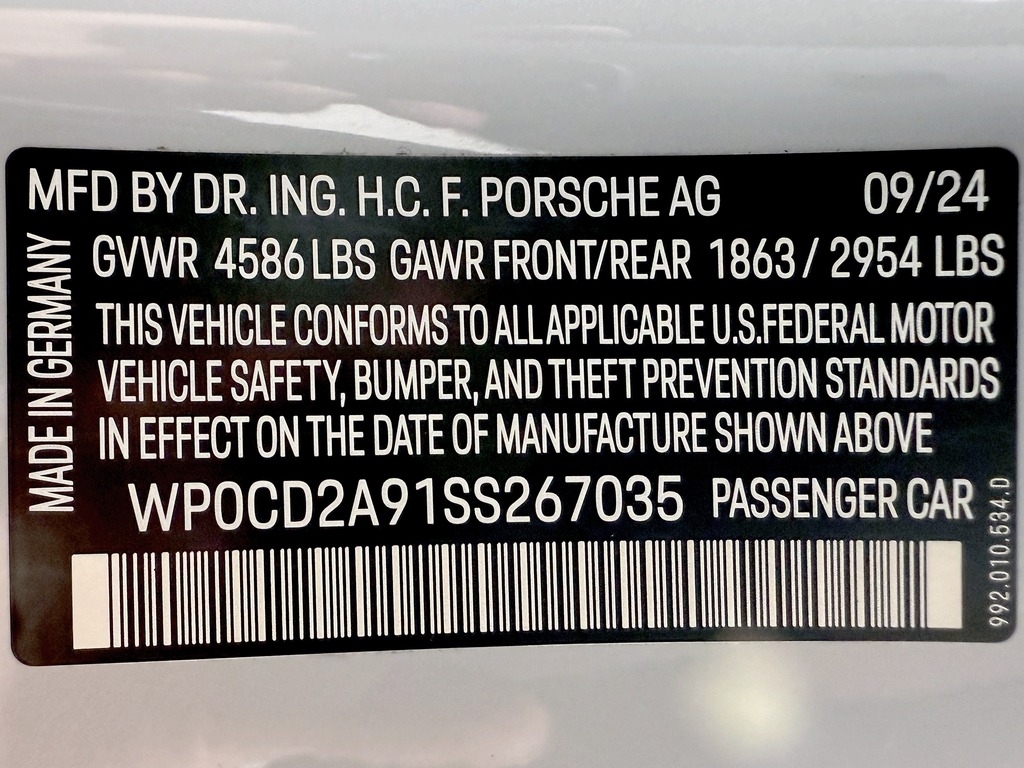 MFD BY DR. ING. H.C. F. PORSCHE AG 09/24
GVWR 4586 LBS GAWR FRONT/REAR 1863 / 2954 LBS
THIS VEHICLE CONFORMS TO ALL APPLICABLE U.S.FEDERAL MOTOR
VEHICLE SAFETY, BUMPER, AND THEFT PREVENTION STANDARDS
IN EFFECT ON THE DATE OF MANUFACTURE SHOWN ABOVE
WP0CD2A91SS267035 PASSENGER CAR
MADE IN GERMANY
992.010.534.D